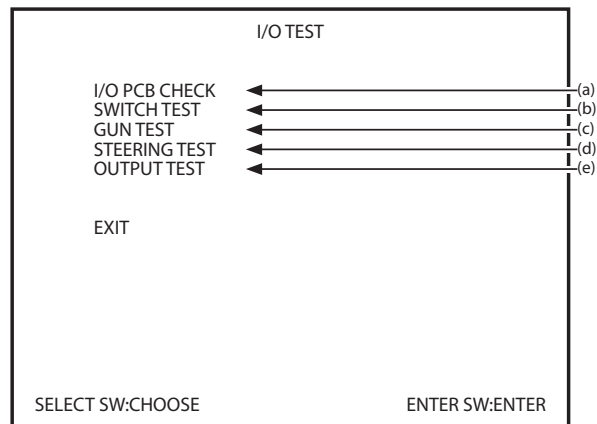 I/O TEST
I/O PCB CHECK (a)
SWITCH TEST (b)
GUN TEST (c)
STEERING TEST (d)
OUTPUT TEST (e)
EXIT
SELECT SW:CHOOSE ENTER SW:ENTER